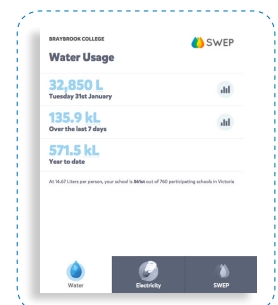 BRAYBROOK COLLEGE
SWEP
Water Usage
32,850 L
Tuesday 31st January
135.9 kL
Over the last 7 days
571.5 kL
Year to date
At 14.67 Liters per person, your school is 861st out of 760 participating schools in Victoria
Water
Electricity
SWEP